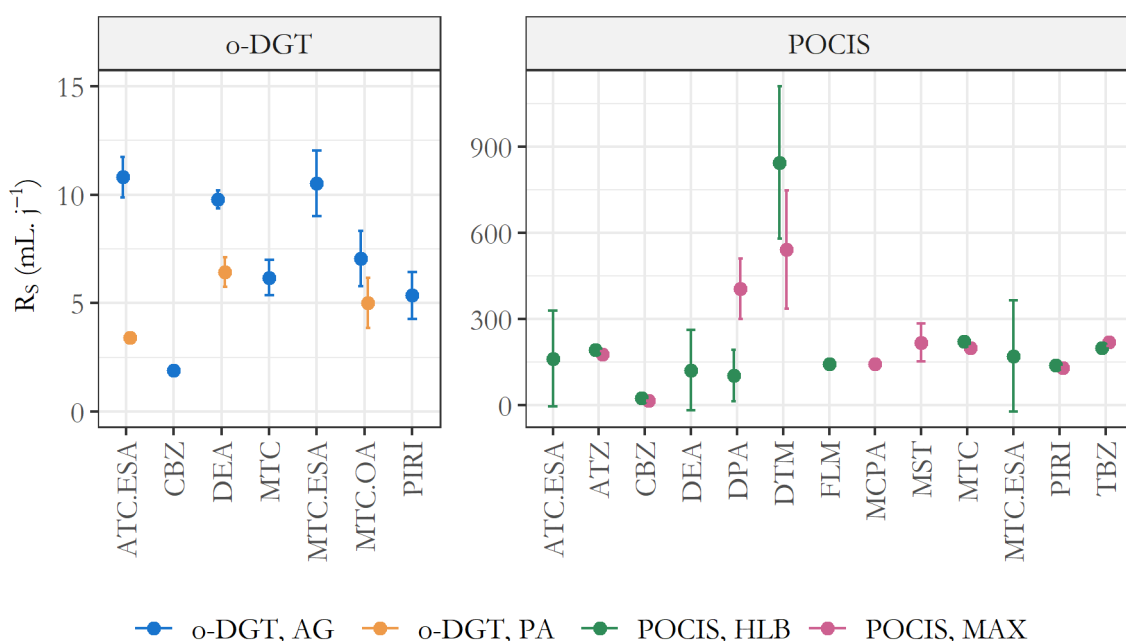 o-DGT
POCIS
R_S (mL. j⁻¹)
15
10
5
0
900
600
300
0
ATC.ESA
CBZ
DEA
MTC
MTC.ESA
MTC.OA
PIRI
ATC.ESA
ATZ
CBZ
DEA
DPA
DTM
FLM
MCPA
MST
MTC
MTC.ESA
PIRI
TBZ
o-DGT, AG
o-DGT, PA
POCIS, HLB
POCIS, MAX